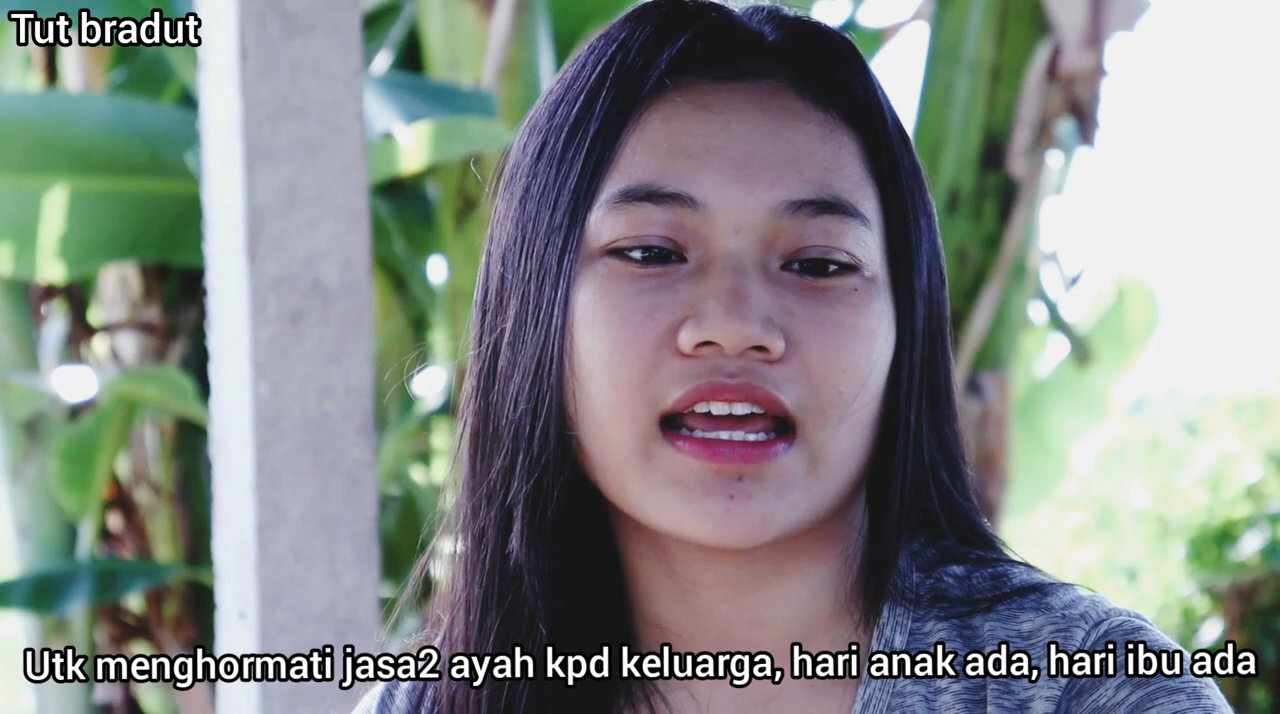 Tut bradut
Utk menghormati jasa2 ayah kpd keluarga, hari anak ada, hari ibu ada